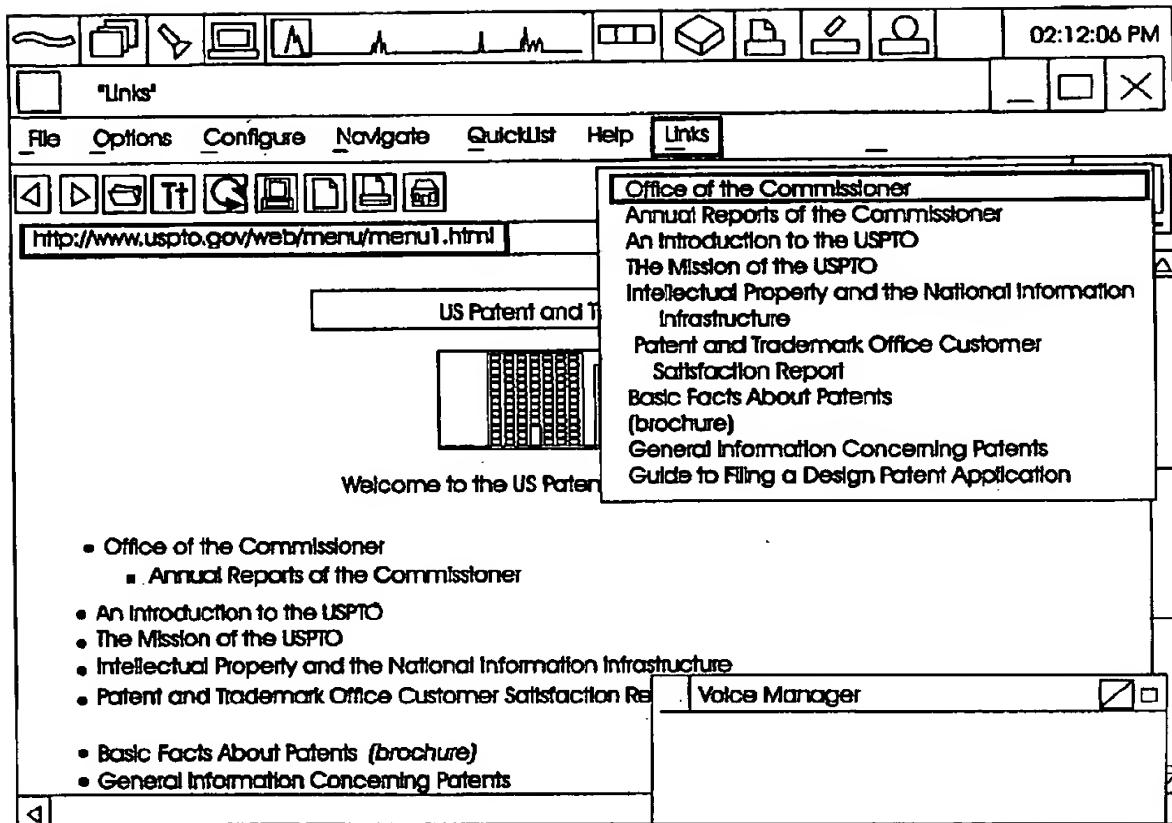 02:12:06 PM
"Links"
File Options Configure Navigate QuickList Help Links
Tt
http://www.uspto.gov/web/menu/menu1.html
Office of the Commissioner
Annual Reports of the Commissioner
An Introduction to the USPTO
THe Mission of the USPTO
Intellectual Property and the National Information
Infrastructure
Patent and Trademark Office Customer
Satisfaction Report
Basic Facts About Patents
(brochure)
General Information Concerning Patents
Guide to Filing a Design Patent Application
US Patent and T
Welcome to the US Paten
Office of the Commissioner
Annual Reports of the Commissioner
An Introduction to the USPTO
The Mission of the USPTO
Intellectual Property and the National Information Infrastructure
Patent and Trademark Office Customer Satisfaction Re
Basic Facts About Patents (brochure)
General Information Concerning Patents
Voice Manager